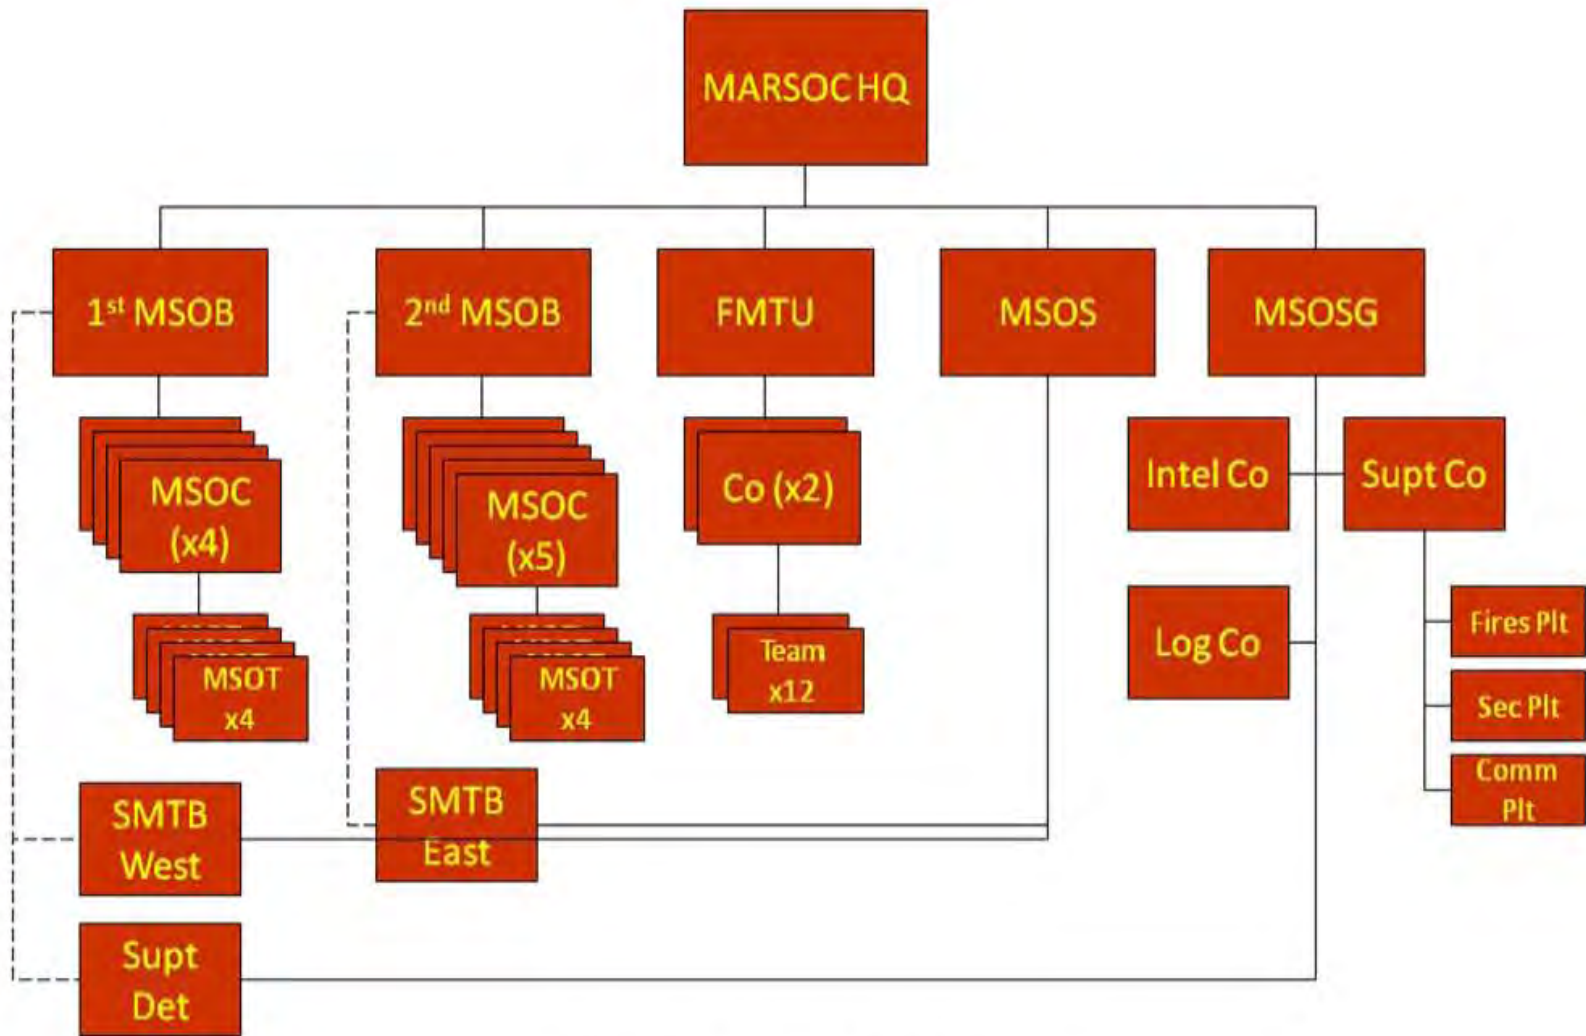 MARSOC HQ
1st MSOB
2nd MSOB
FMTU
MSOS
MSOSG
MSOC
(x4)
MSOC
(x5)
Co (x2)
Intel Co
Supt Co
MSOT
x4
MSOT
x4
Team
x12
Log Co
Fires Plt
Sec Plt
Comm
Plt
SMTB
West
SMTB
East
Supt
Det